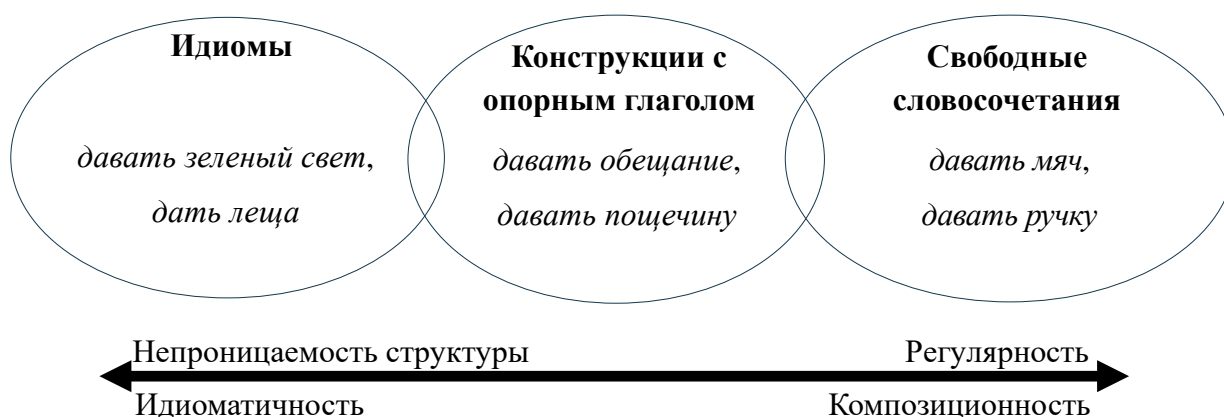 Идиомы
давать зеленый свет,
дать леща
Конструкции с
опорным глаголом
давать обещание,
давать пощечину
Свободные
словосочетания
давать мяч,
давать ручку
Непроницаемость структуры
Регулярность
Идиоматичность
Композиционность